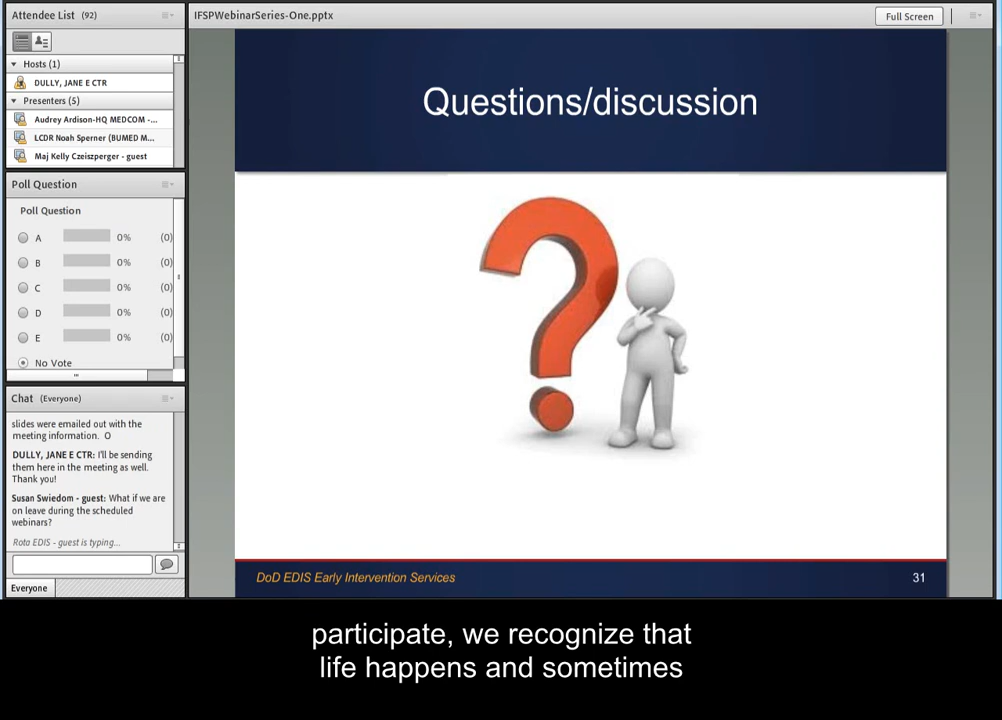 Attendee List (92)
Hosts (1)
DULLY, JANE E CTR
Presenters (5)
Audrey Ardison-HQ MEDCOM -...
LCDR Noah Sperner (BUMED M...
Maj Kelly Czeiszperger - guest
Poll Question
Poll Question
A 0% (0)
B 0% (0)
C 0% (0)
D 0% (0)
E 0% (0)
No Vote
Chat (Everyone)
slides were emailed out with the
meeting information. O
DULLY, JANE E CTR: I'll be sending
them here in the meeting as well.
Thank you!
Susan Swiedom - guest: What if we are
on leave during the scheduled
webinars?
Rota EDIS - guest is typing...
Everyone
IFSPWebinarSeries-One.pptx
Full Screen
Questions/discussion
?
DoD EDIS Early Intervention Services
31
participate, we recognize that
life happens and sometimes